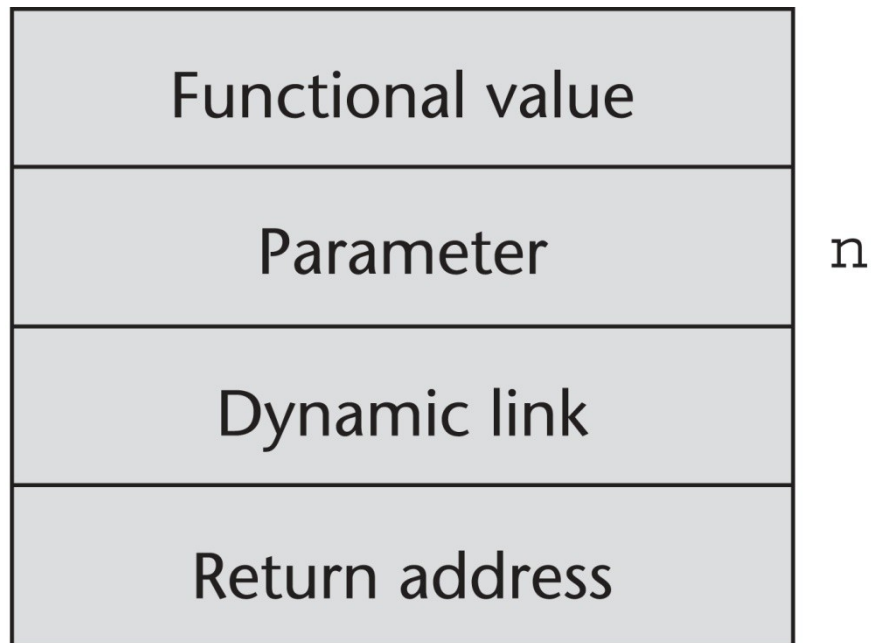 Functional value
Parameter
n
Dynamic link
Return address